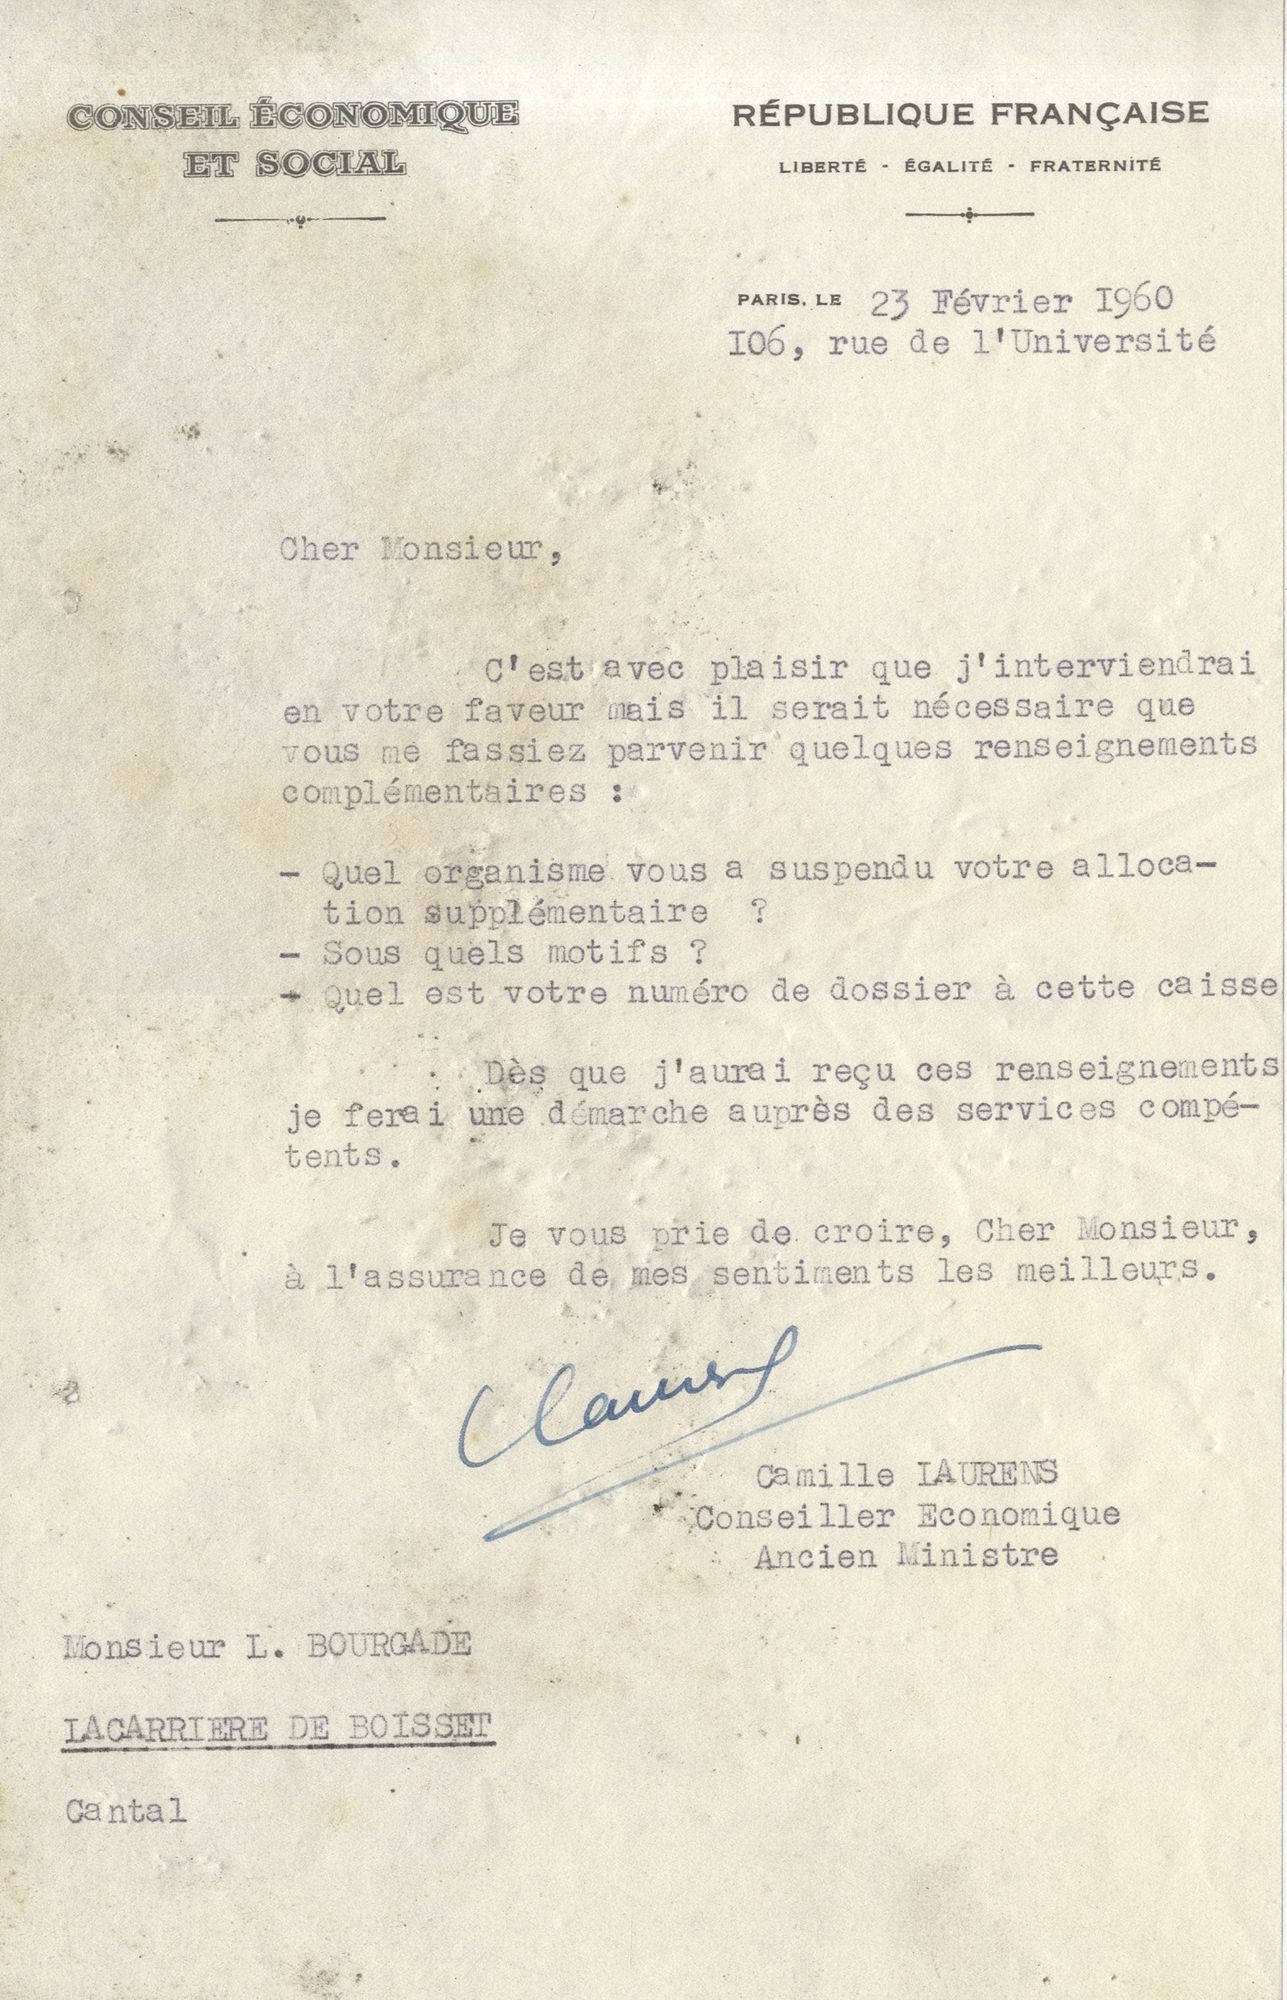 CONSEIL ÉCONOMIQUE
ET SOCIAL
RÉPUBLIQUE FRANÇAISE
LIBERTÉ - ÉGALITÉ - FRATERNITÉ
PARIS, LE 23 Février 1960
106, rue de l'Université
Cher Monsieur,
C'est avec plaisir que j'interviendrai
en votre faveur mais il serait nécessaire que
vous me fassiez parvenir quelques renseignements
complémentaires :
- Quel organisme vous a suspendu votre alloca-
tion supplémentaire ?
- Sous quels motifs ?
- Quel est votre numéro de dossier à cette caisse
Dès que j'aurai reçu ces renseignements
je ferai une démarche auprès des services compé-
tents.
Je vous prie de croire, Cher Monsieur,
à l'assurance de mes sentiments les meilleurs.
Claurens
Camille LAURENS
Conseiller Economique
Ancien Ministre
Monsieur L. BOURGADE
LACARRIERE DE BOISSET
Cantal